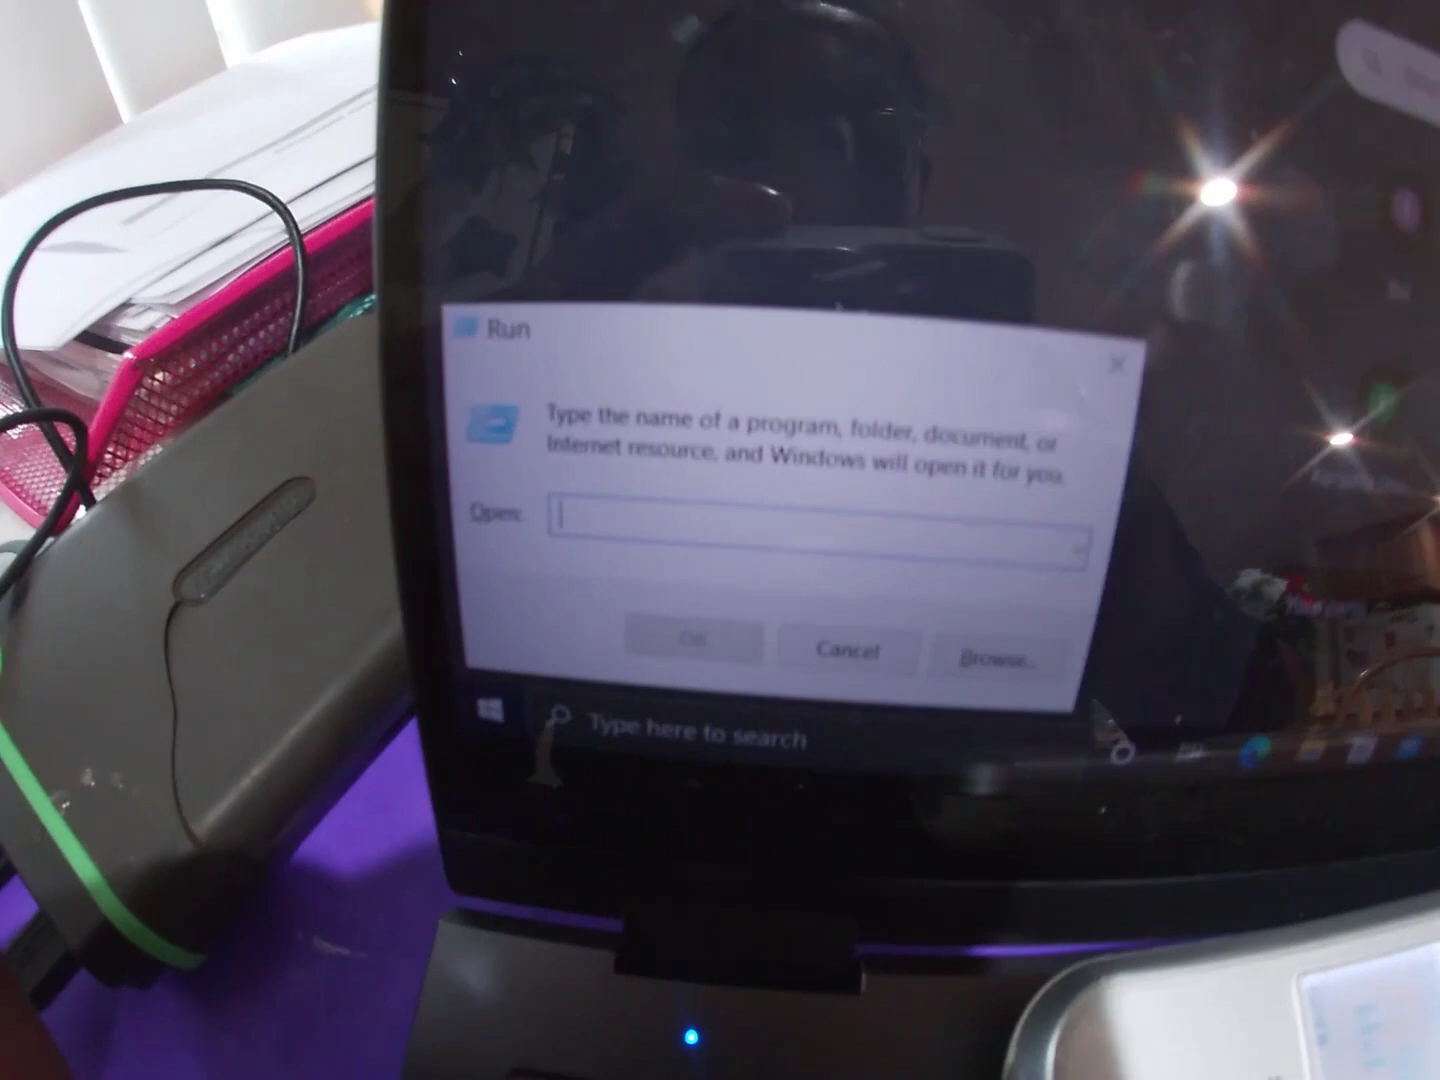 Run
Type the name of a program, folder, document, or
Internet resource, and Windows will open it for you.
Open:
OK
Cancel
Browse...
Type here to search